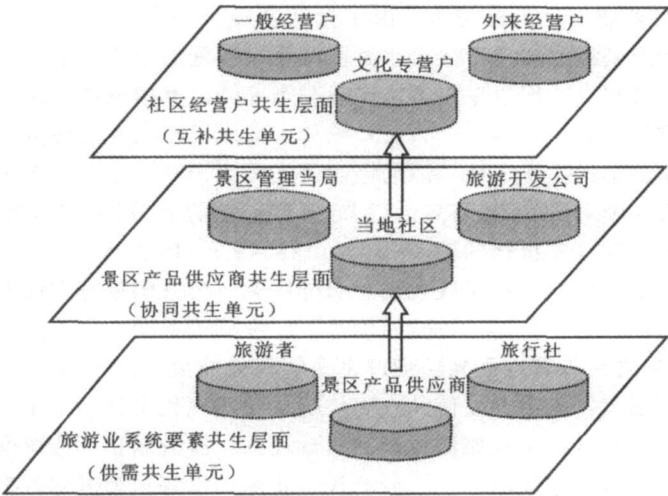 一般经营户
外来经营户
文化专营户
社区经营户共生层面
（互补共生单元）
景区管理当局
旅游开发公司
当地社区
景区产品供应商共生层面
（协同共生单元）
旅游者
旅行社
景区产品供应商
旅游业系统要素共生层面
（供需共生单元）